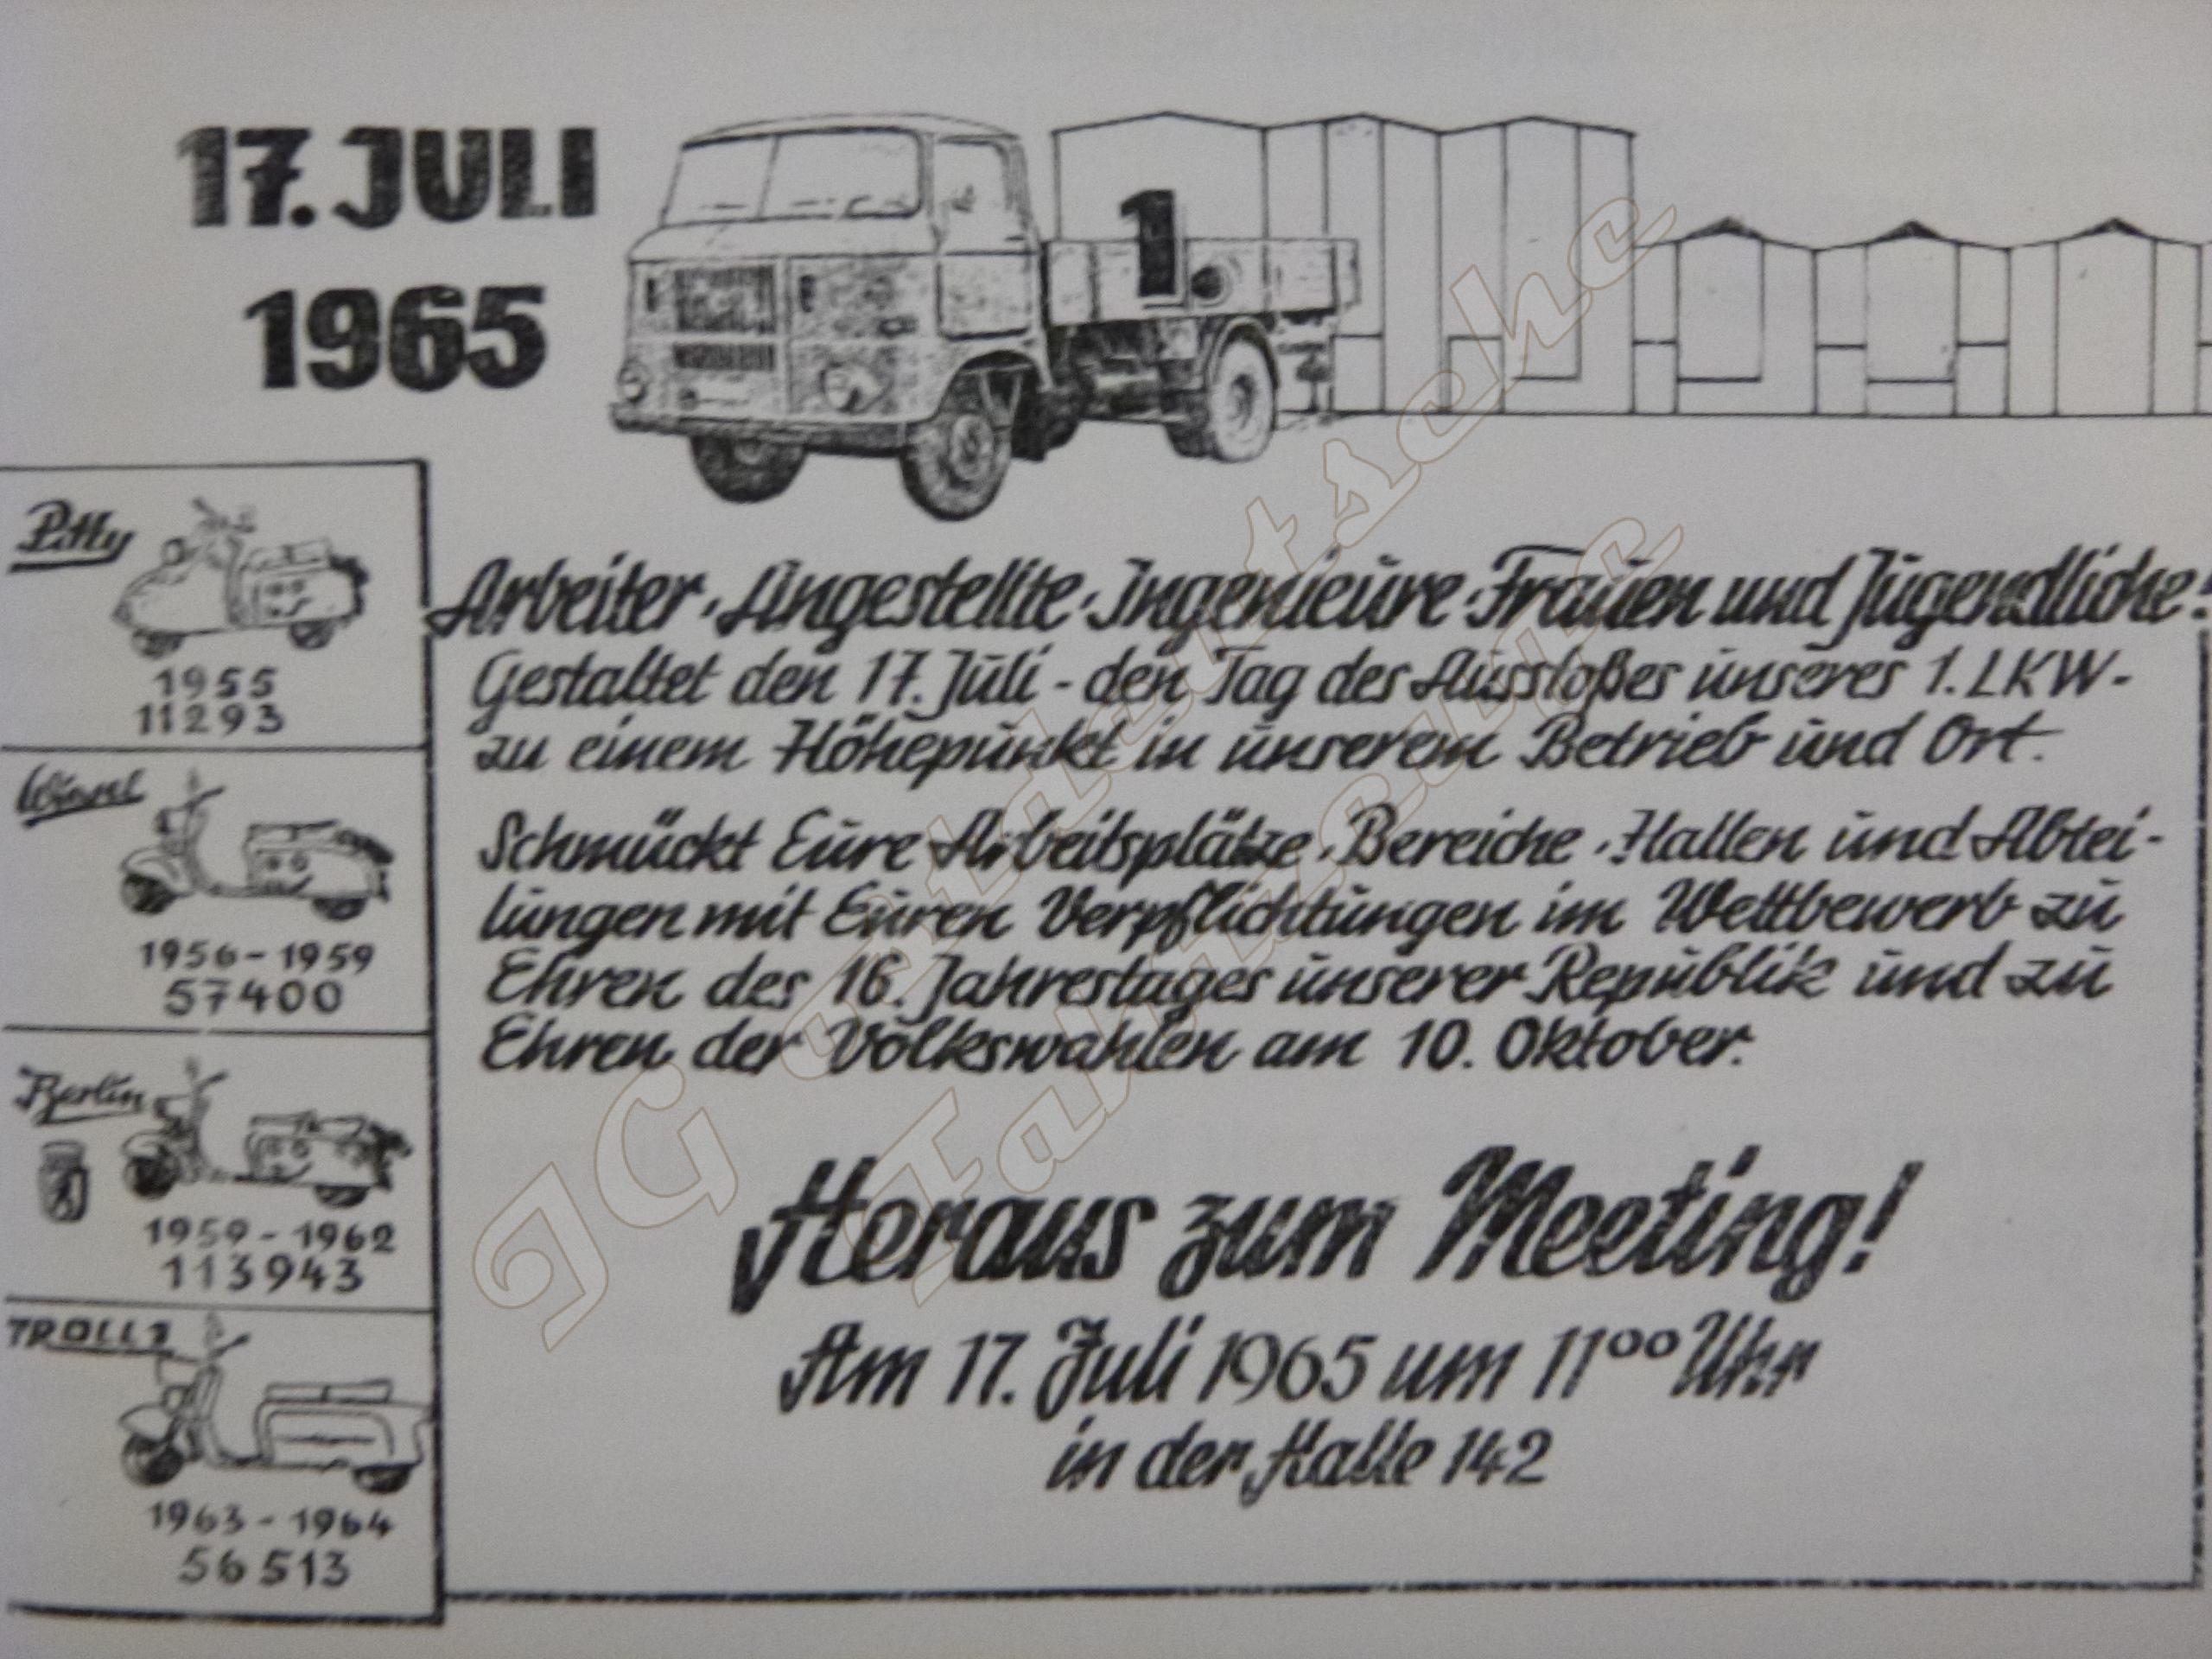 17. JULI
1965
1
Pitty
1955
11293
Wiesel
1956-1959
57400
Berlin
1959-1962
113943
TROLL 1
1963-1964
56513
Arbeiter · Angestellte · Ingenieure · Frauen und Jugendliche!
Gestaltet den 17. Juli - den Tag des Ausstoßes unseres 1. LKW -
zu einem Höhepunkt in unserem Betrieb und Ort.
Schmückt Eure Arbeitsplätze · Bereiche · Hallen und Abtei-
lungen mit Euren Verpflichtungen im Wettbewerb zu
Ehren des 16. Jahrestages unserer Republik und zu
Ehren der Volkswahlen am 10. Oktober.
Heraus zum Meeting!
Am 17. Juli 1965 um 11⁰⁰ Uhr
in der Halle 142
IG ostdeutsche
Fahrzeuge